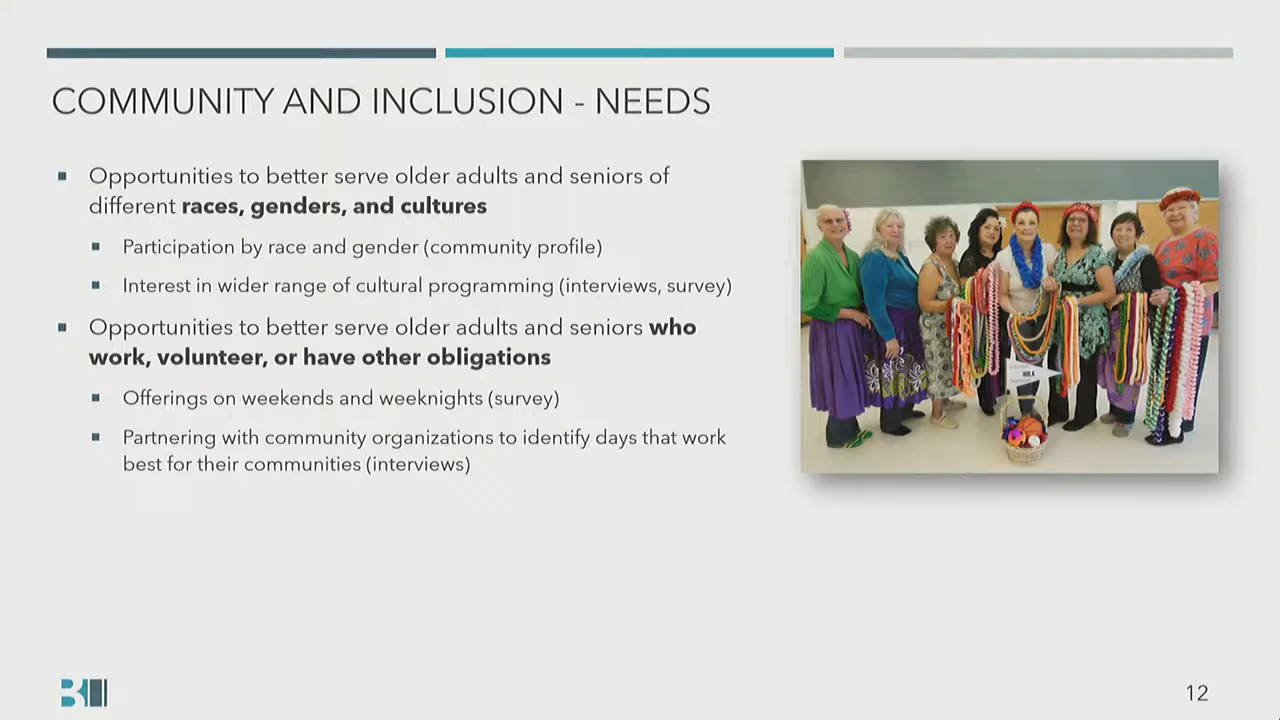 COMMUNITY AND INCLUSION - NEEDS
Opportunities to better serve older adults and seniors of
different races, genders, and cultures
Participation by race and gender (community profile)
Interest in wider range of cultural programming (interviews, survey)
Opportunities to better serve older adults and seniors who
work, volunteer, or have other obligations
Offerings on weekends and weeknights (survey)
Partnering with community organizations to identify days that work
best for their communities (interviews)
HULA
12